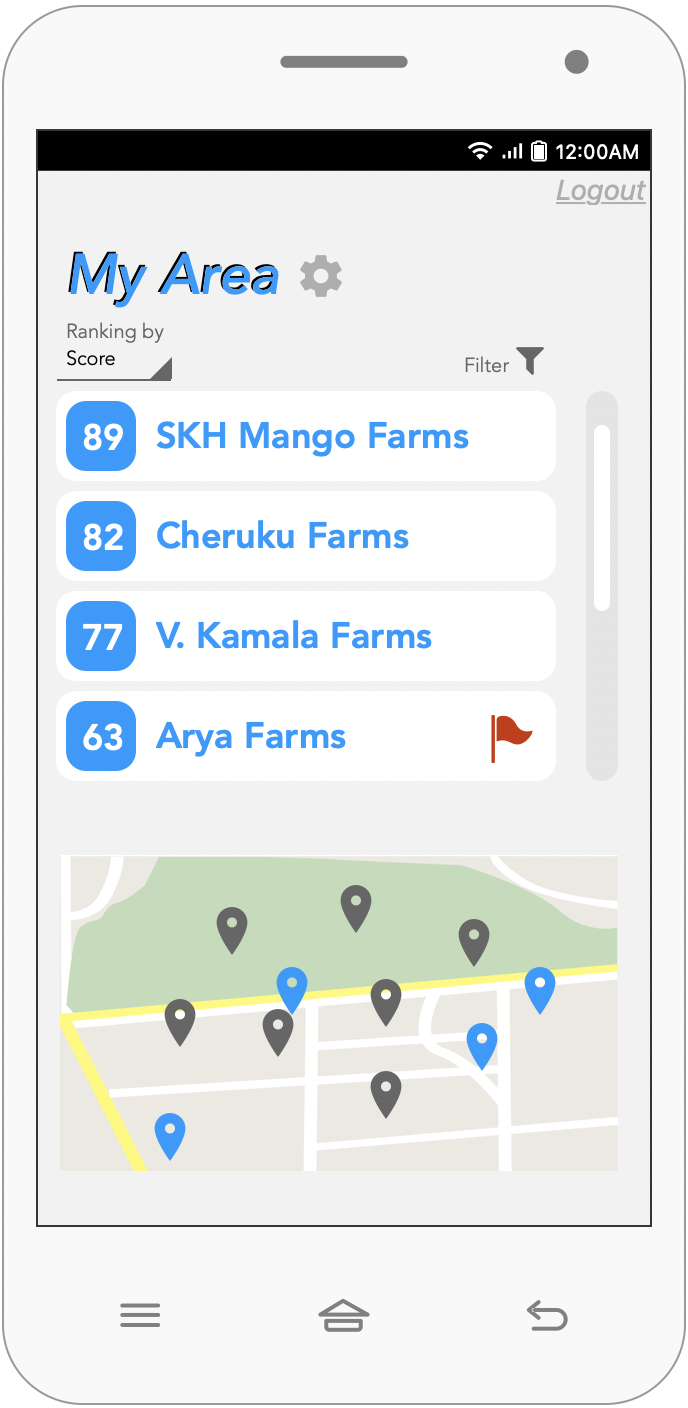 12:00AM
Logout
My Area
Ranking by
Score
Filter
89 SKH Mango Farms
82 Cheruku Farms
77 V. Kamala Farms
63 Arya Farms